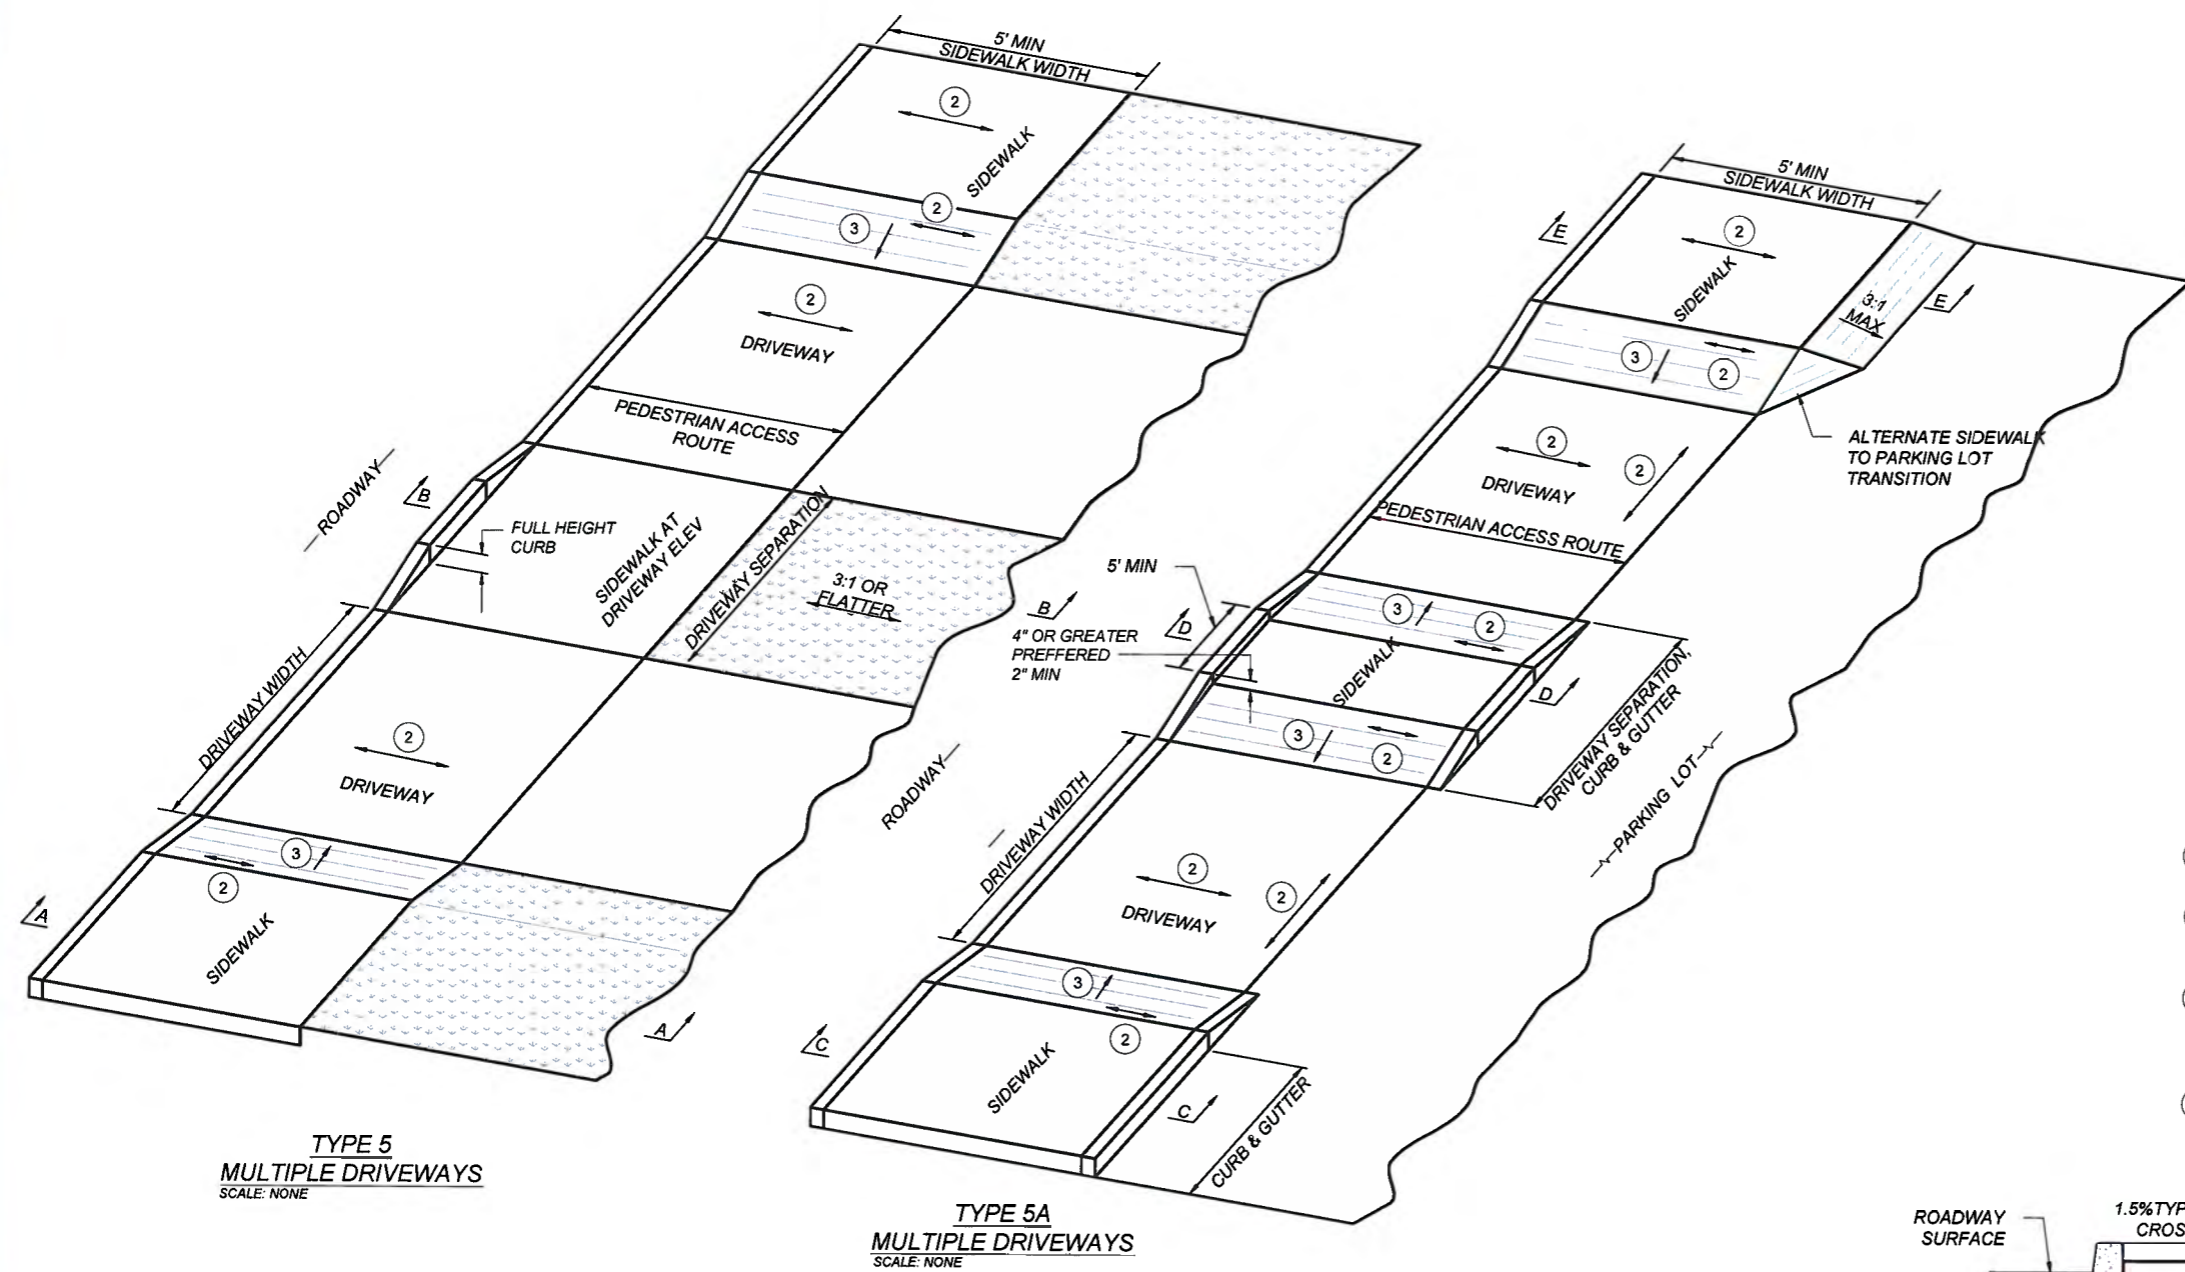 5' MIN
SIDEWALK WIDTH
2
SIDEWALK
2
3
2
DRIVEWAY
PEDESTRIAN ACCESS
ROUTE
ROADWAY
B
FULL HEIGHT
CURB
SIDEWALK AT
DRIVEWAY ELEV
DRIVEWAY SEPARATION
3:1 OR
FLATTER
B
DRIVEWAY WIDTH
2
DRIVEWAY
3
2
A
SIDEWALK
A
TYPE 5
MULTIPLE DRIVEWAYS
SCALE: NONE
5' MIN
SIDEWALK WIDTH
E
2
SIDEWALK
E
3:1
MAX
3
2
ALTERNATE SIDEWALK
TO PARKING LOT
TRANSITION
2
2
DRIVEWAY
PEDESTRIAN ACCESS ROUTE
5' MIN
D
4" OR GREATER
PREFFERED
2" MIN
3
2
SIDEWALK
D
3
2
DRIVEWAY SEPARATION,
CURB & GUTTER
ROADWAY
PARKING LOT
DRIVEWAY WIDTH
2
2
DRIVEWAY
3
2
C
SIDEWALK
C
CURB & GUTTER
TYPE 5A
MULTIPLE DRIVEWAYS
SCALE: NONE
ROADWAY
SURFACE
1.5%TYP
CROS